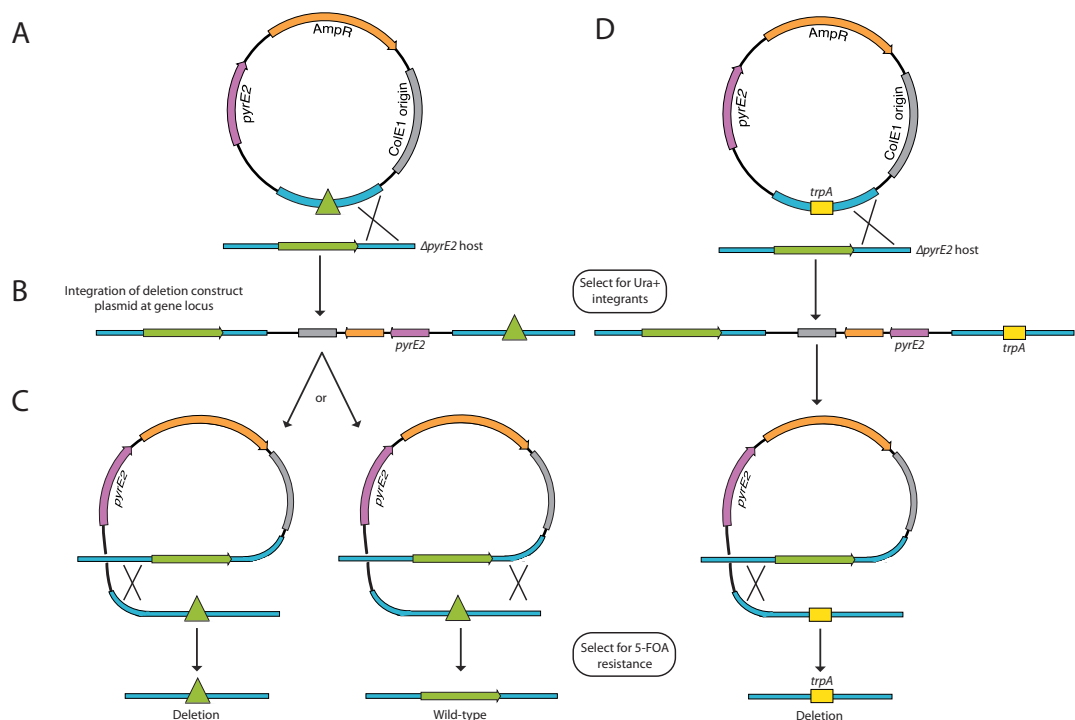 A
AmpR
pyrE2
ColE1 origin
ΔpyrE2 host
D
AmpR
pyrE2
ColE1 origin
trpA
ΔpyrE2 host
B
Integration of deletion construct
plasmid at gene locus
pyrE2
Select for Ura+
integrants
pyrE2
trpA
C
or
pyrE2
pyrE2
pyrE2
Select for 5-FOA
resistance
Deletion
Wild-type
trpA
Deletion